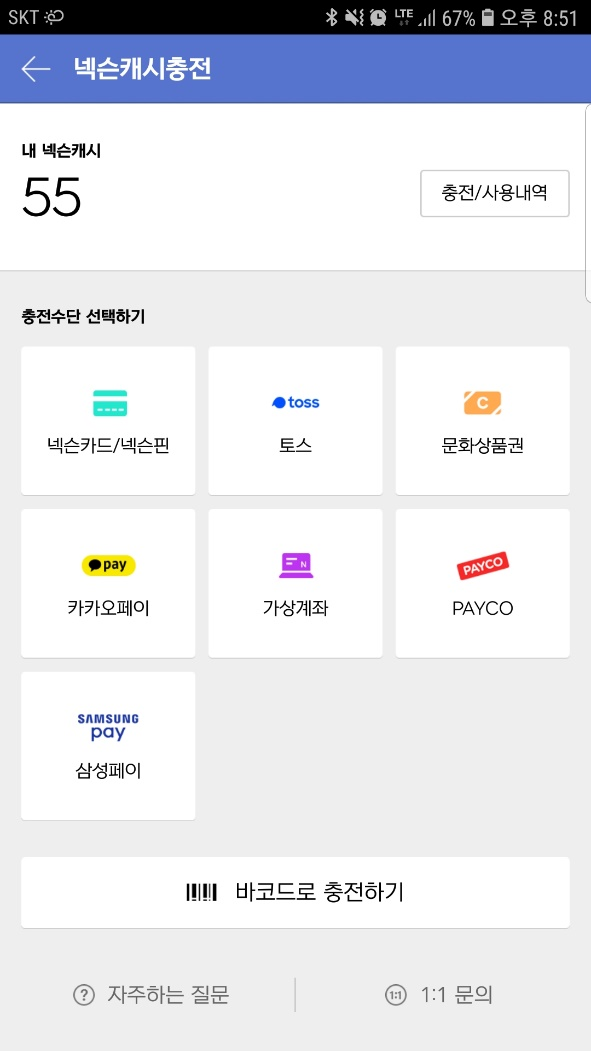 SKT LTE 67% 오후 8:51
넥슨캐시충전
내 넥슨캐시
55
충전/사용내역
충전수단 선택하기
넥슨카드/넥슨핀
toss
토스
C
문화상품권
pay
카카오페이
N
가상계좌
PAYCO
PAYCO
SAMSUNG
pay
삼성페이
바코드로 충전하기
? 자주하는 질문
1:1 1:1 문의